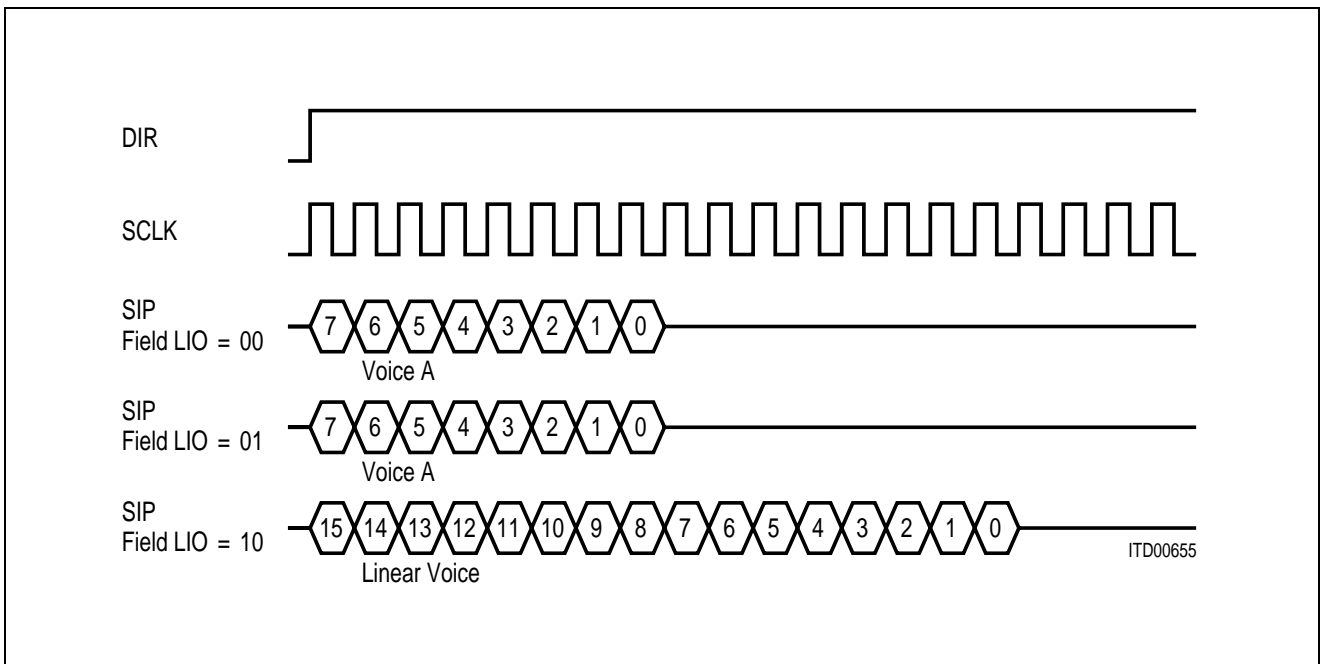 DIR
SCLK
SIP
Field LIO = 00
7 6 5 4 3 2 1 0
Voice A
SIP
Field LIO = 01
7 6 5 4 3 2 1 0
Voice A
SIP
Field LIO = 10
15 14 13 12 11 10 9 8 7 6 5 4 3 2 1 0
ITD00655
Linear Voice